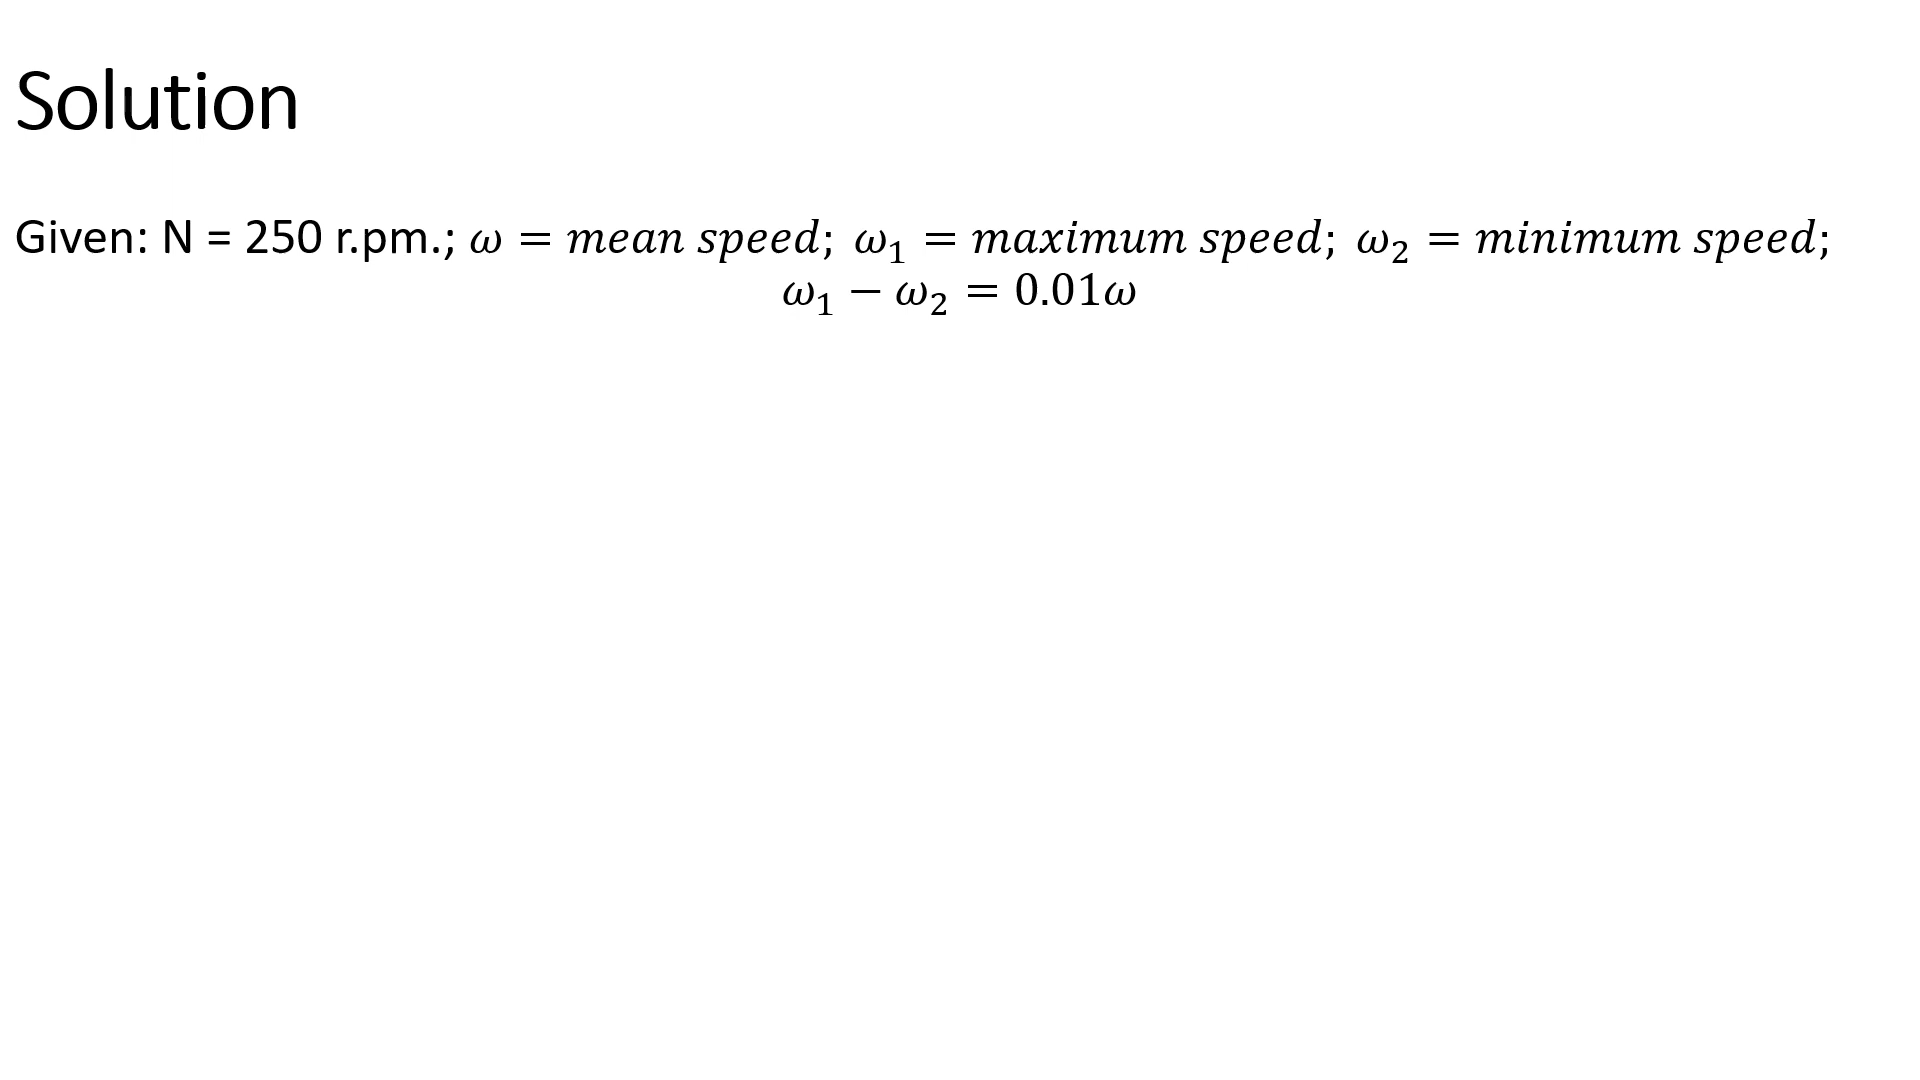 Solution
Given: N = 250 r.pm.; ω = mean speed; ω₁ = maximum speed; ω₂ = minimum speed;
ω₁ − ω₂ = 0.01ω